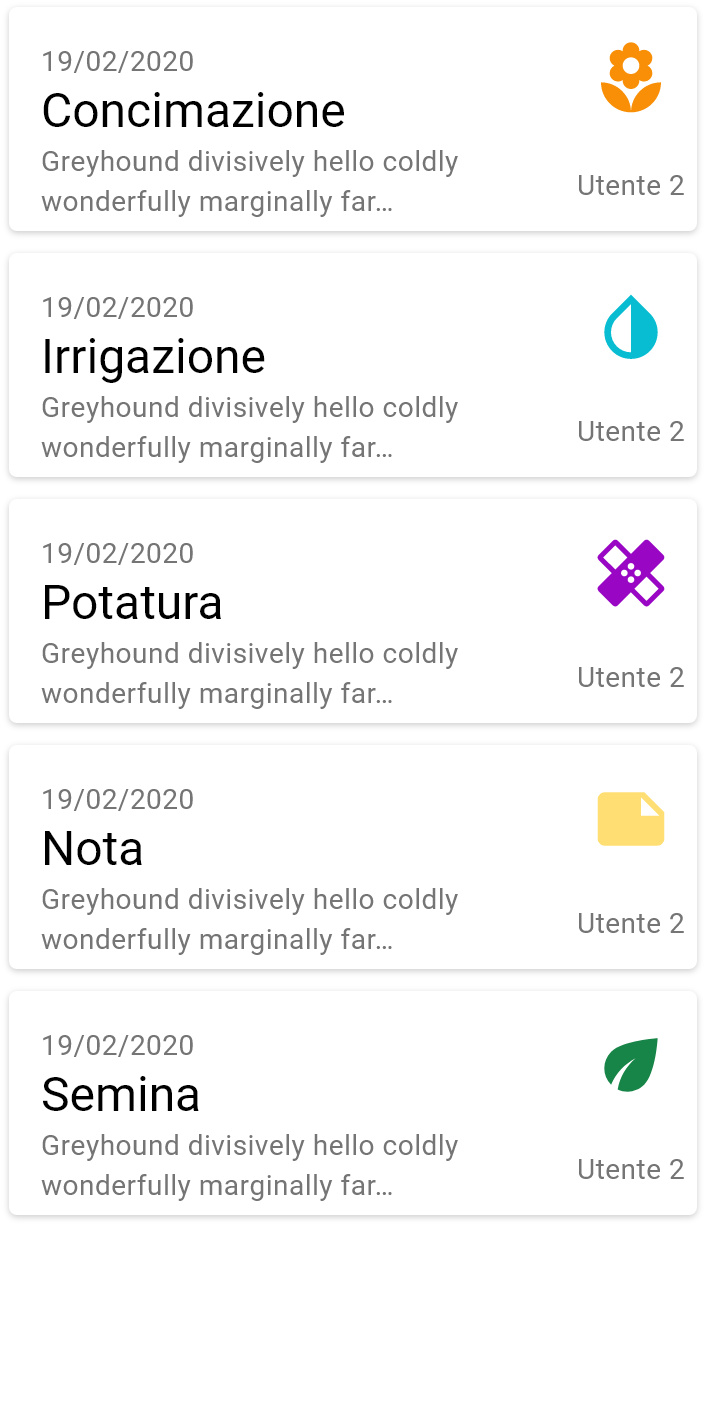 19/02/2020
Concimazione
Greyhound divisively hello coldly
wonderfully marginally far…
Utente 2
19/02/2020
Irrigazione
Greyhound divisively hello coldly
wonderfully marginally far…
Utente 2
19/02/2020
Potatura
Greyhound divisively hello coldly
wonderfully marginally far…
Utente 2
19/02/2020
Nota
Greyhound divisively hello coldly
wonderfully marginally far…
Utente 2
19/02/2020
Semina
Greyhound divisively hello coldly
wonderfully marginally far…
Utente 2